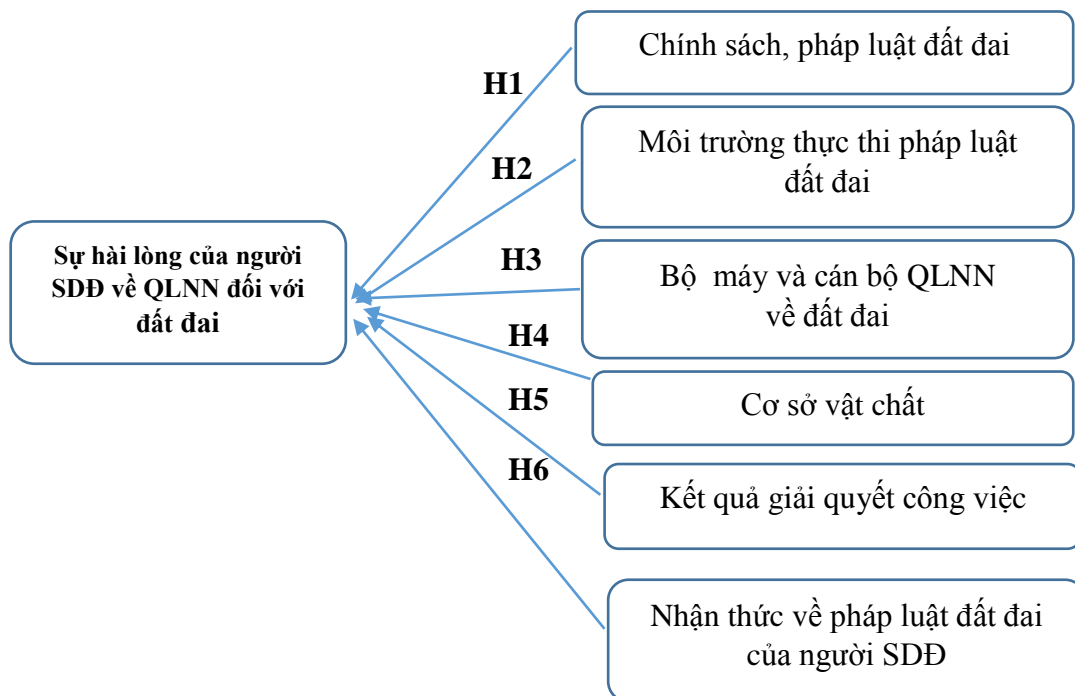 Chính sách, pháp luật đất đai
H1
Môi trường thực thi pháp luật
đất đai
H2
Sự hài lòng của người
SDĐ về QLNN đối với
đất đai
H3
Bộ máy và cán bộ QLNN
về đất đai
H4
Cơ sở vật chất
H5
H6
Kết quả giải quyết công việc
Nhận thức về pháp luật đất đai
của người SDĐ